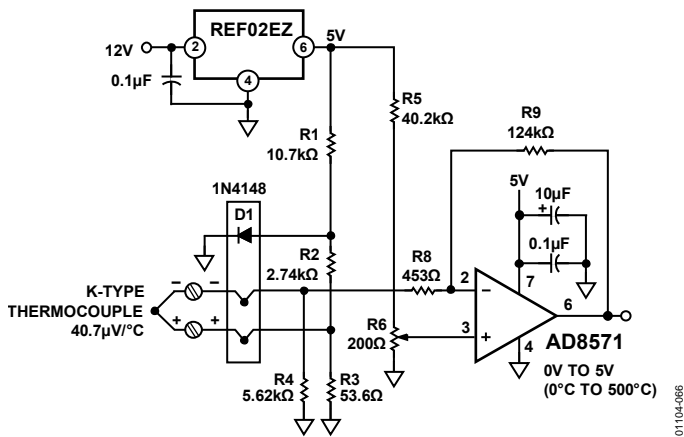 REF02EZ
12V
2
6
5V
4
0.1µF
R5
40.2kΩ
R9
124kΩ
R1
10.7kΩ
1N4148
D1
5V
10µF
+
0.1µF
R2
2.74kΩ
R8
453Ω
2
−
7
K-TYPE
THERMOCOUPLE
40.7µV/°C
− −
+ +
R6
200Ω
3
+
6
4
AD8571
0V TO 5V
(0°C TO 500°C)
R4
5.62kΩ
R3
53.6Ω
01104-066